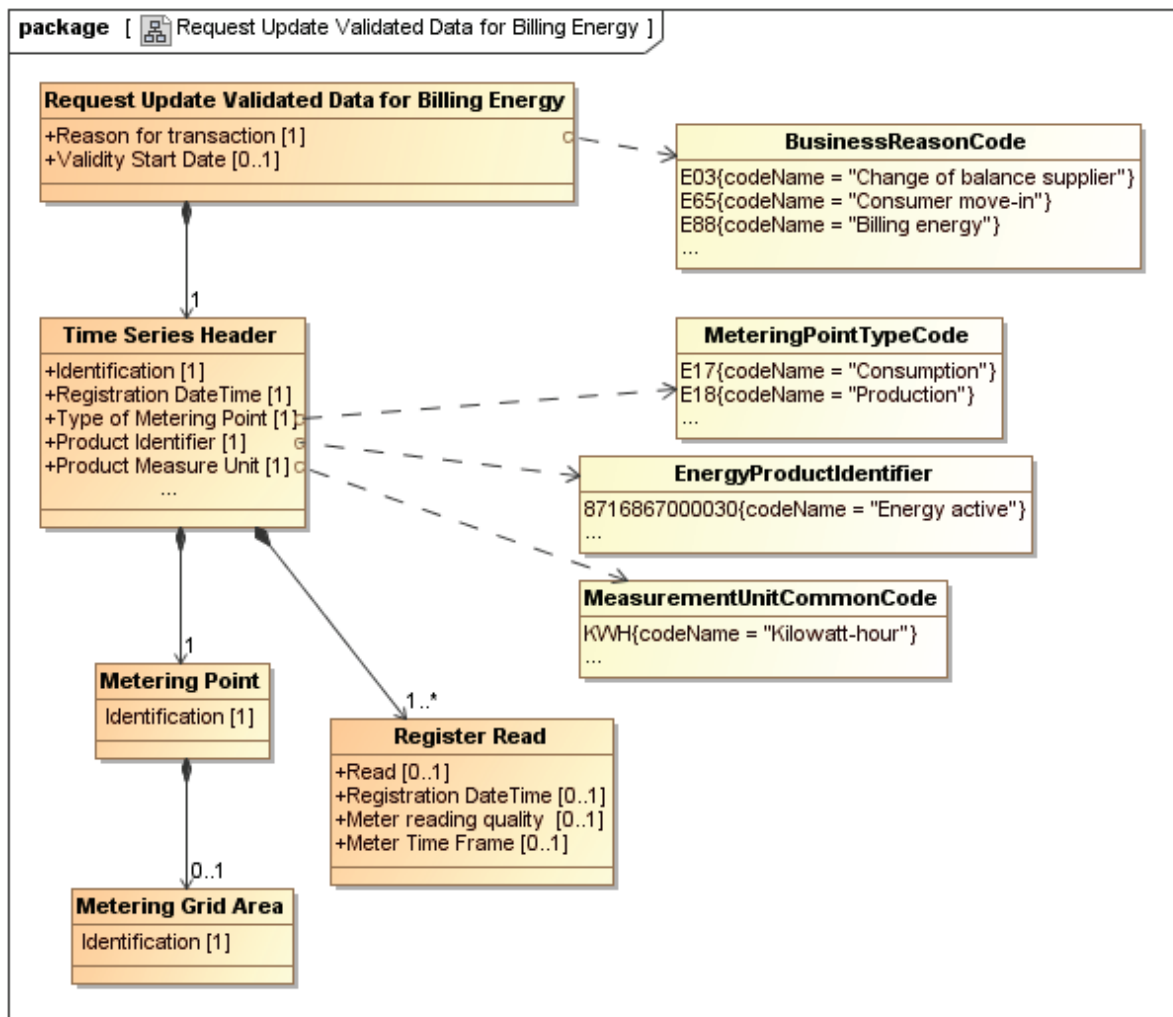 package [ Request Update Validated Data for Billing Energy ]
Request Update Validated Data for Billing Energy
+Reason for transaction [1]
+Validity Start Date [0..1]
BusinessReasonCode
E03{codeName = "Change of balance supplier"}
E65{codeName = "Consumer move-in"}
E88{codeName = "Billing energy"}
...
1
Time Series Header
+Identification [1]
+Registration DateTime [1]
+Type of Metering Point [1]
+Product Identifier [1]
+Product Measure Unit [1]
...
MeteringPointTypeCode
E17{codeName = "Consumption"}
E18{codeName = "Production"}
...
EnergyProductIdentifier
8716867000030{codeName = "Energy active"}
...
MeasurementUnitCommonCode
KWH{codeName = "Kilowatt-hour"}
...
1
Metering Point
Identification [1]
1..*
Register Read
+Read [0..1]
+Registration DateTime [0..1]
+Meter reading quality [0..1]
+Meter Time Frame [0..1]
0..1
Metering Grid Area
Identification [1]